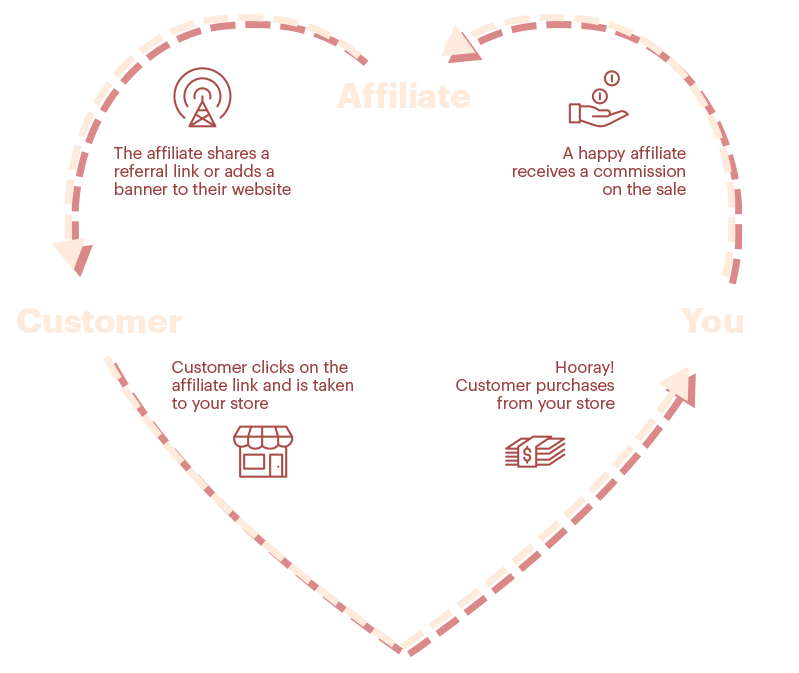 Affiliate
The affiliate shares a
referral link or adds a
banner to their website
A happy affiliate
receives a commission
on the sale
Customer
You
Customer clicks on the
affiliate link and is taken
to your store
Hooray!
Customer purchases
from your store
$